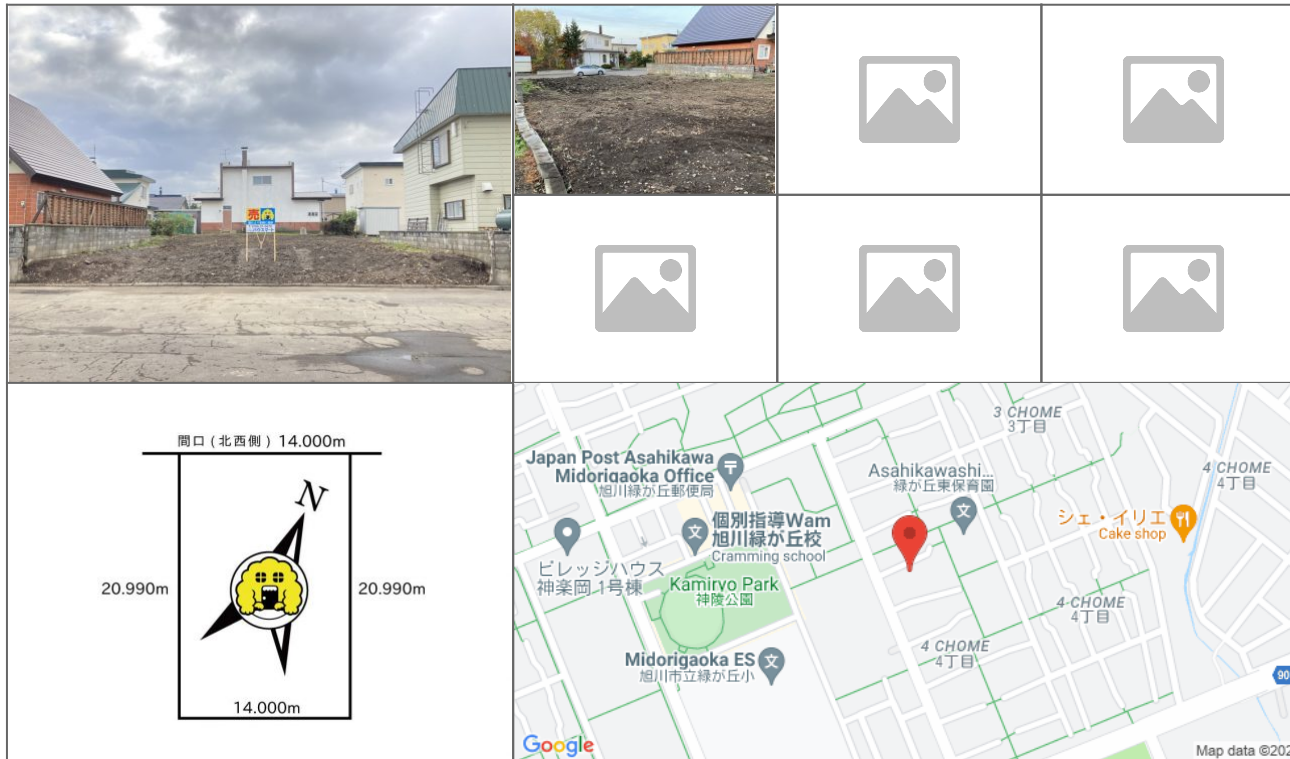 売
間口 ( 北西側 ) 14.000m
N
20.990m
20.990m
14.000m
3 CHOME
3丁目
Japan Post Asahikawa
Midorigaoka Office
旭川緑が丘郵便局
Asahikawashi...
緑が丘東保育園
4 CHOME
4丁目
個別指導Wam
旭川緑が丘校
Cramming school
シェ・イリエ
Cake shop
ビレッジハウス
神楽岡 1号棟
Kamiryo Park
神陵公園
4 CHOME
4丁目
4 CHOME
4丁目
Midorigaoka ES
旭川市立緑が丘小
90
Google
Map data ©202